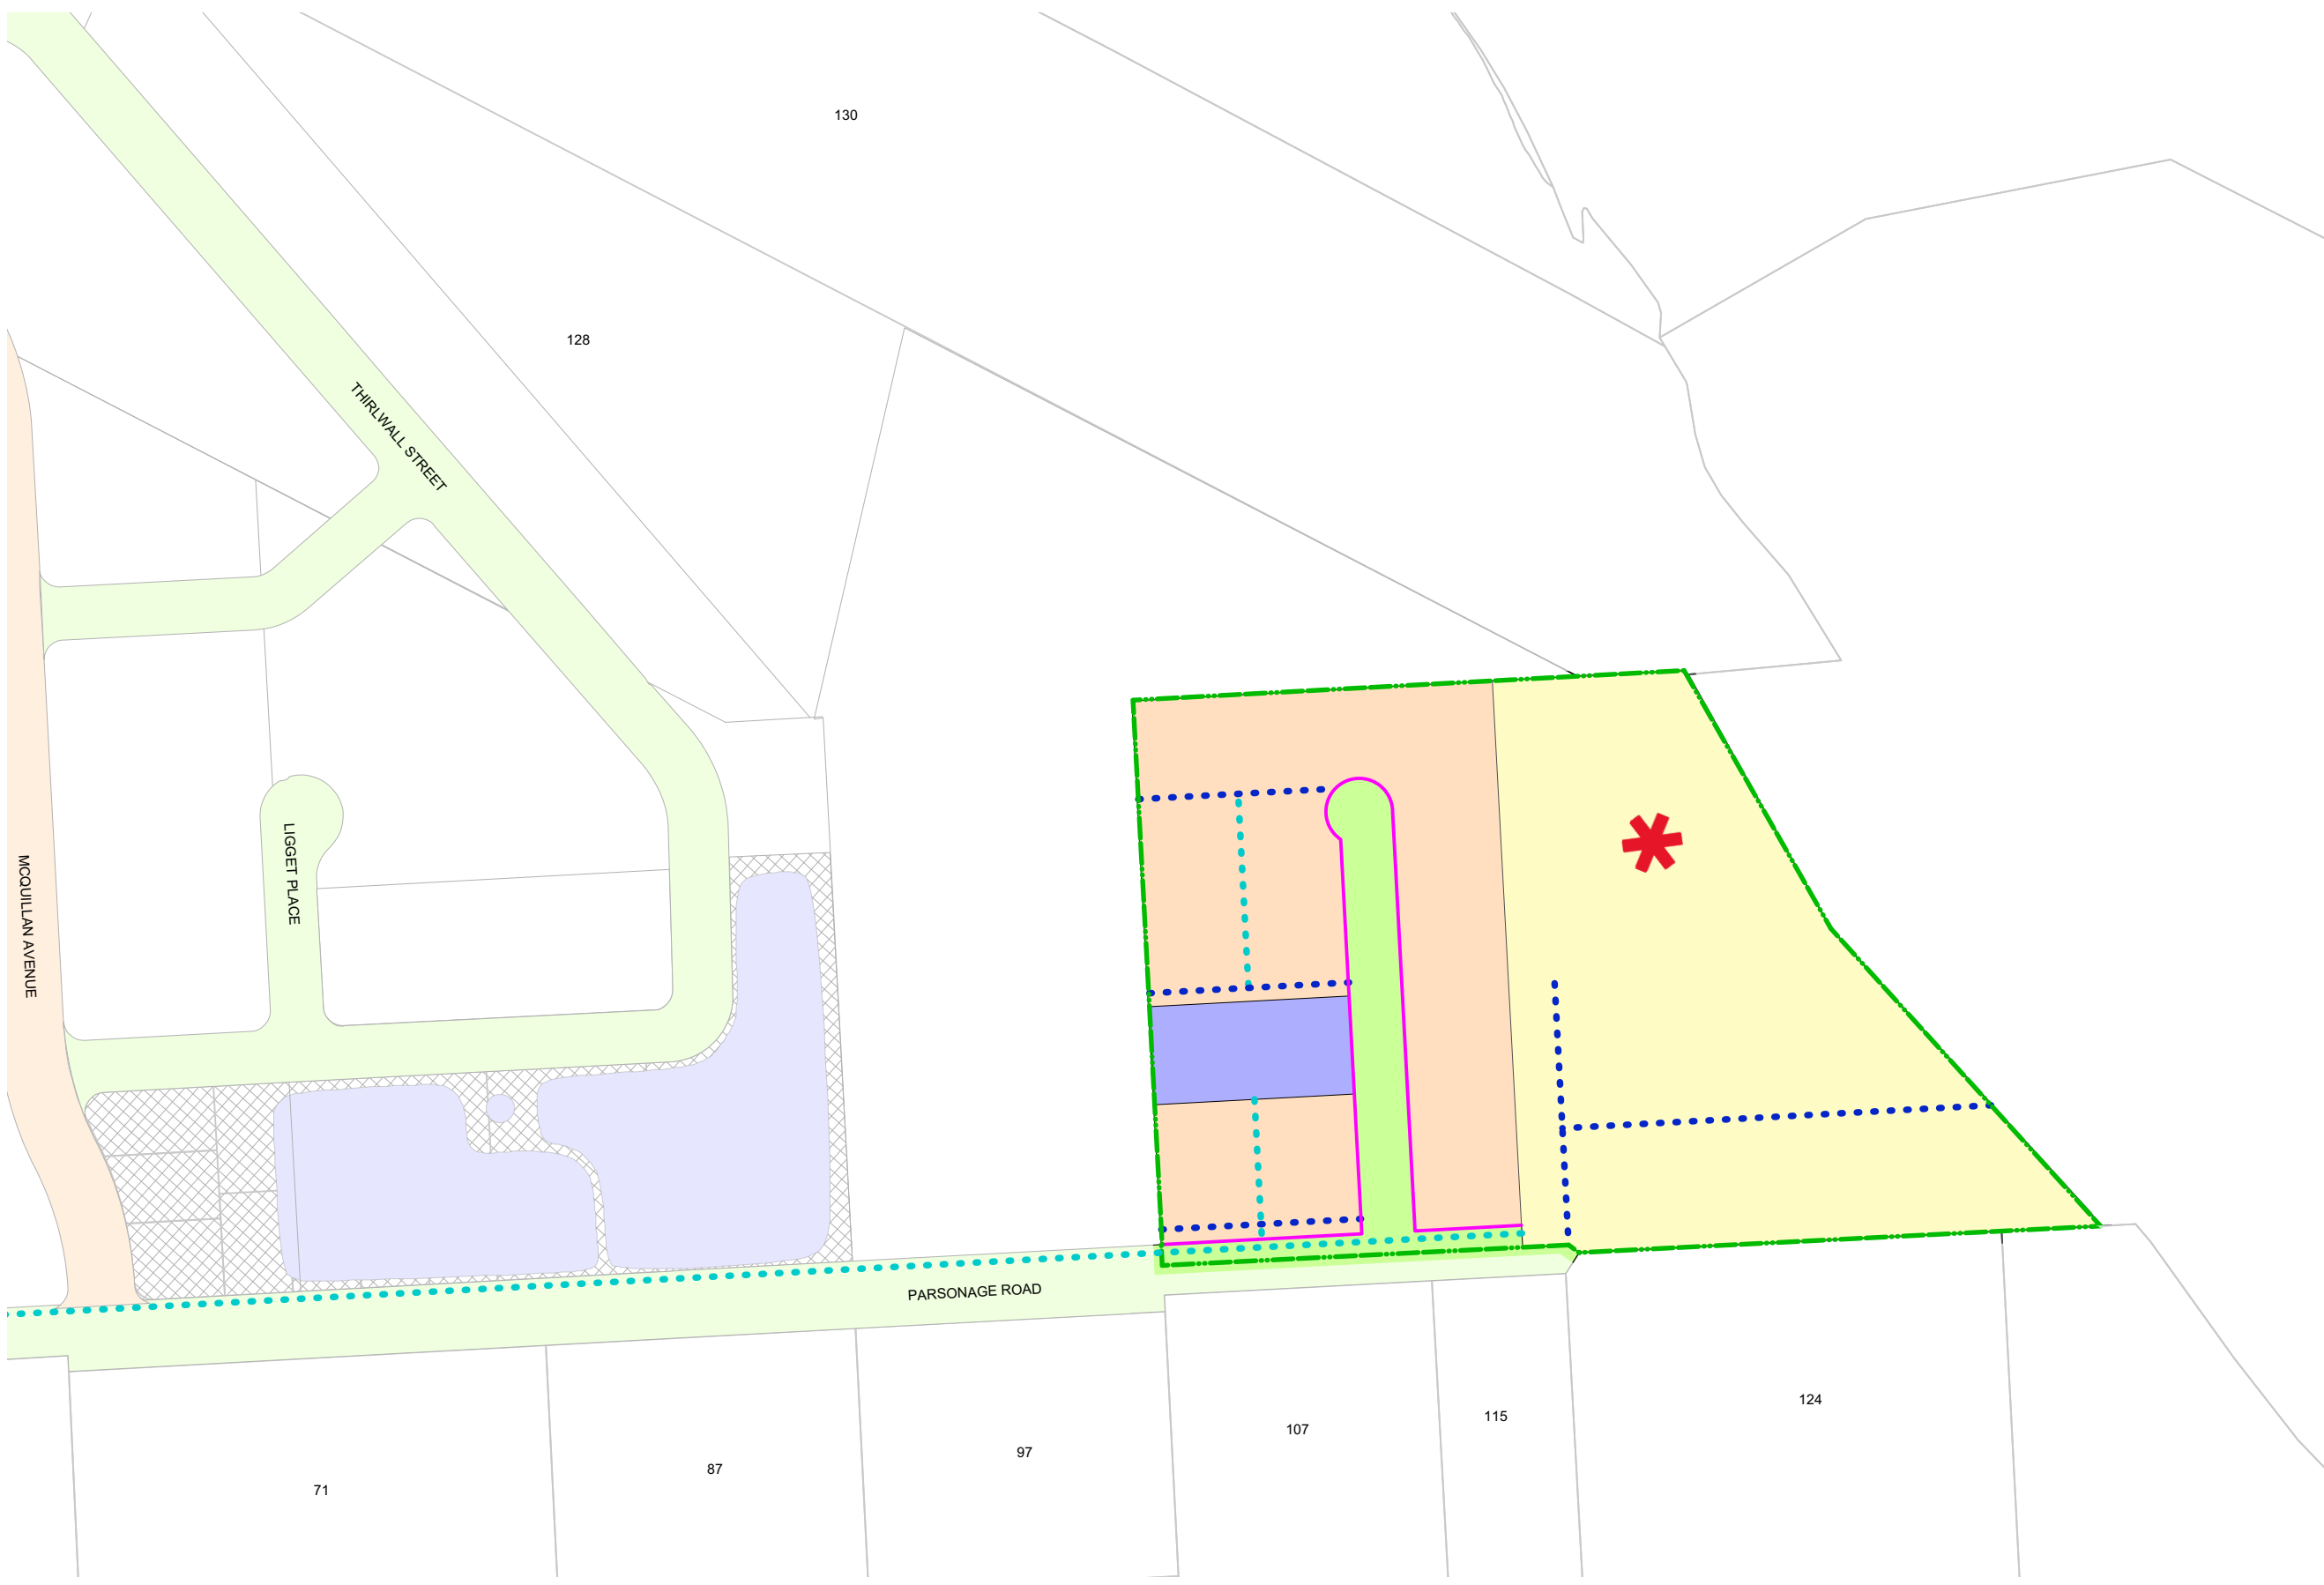 130
128
THIRLWALL STREET
LIGGET PLACE
MCQUILLAN AVENUE
PARSONAGE ROAD
124
115
107
97
87
71